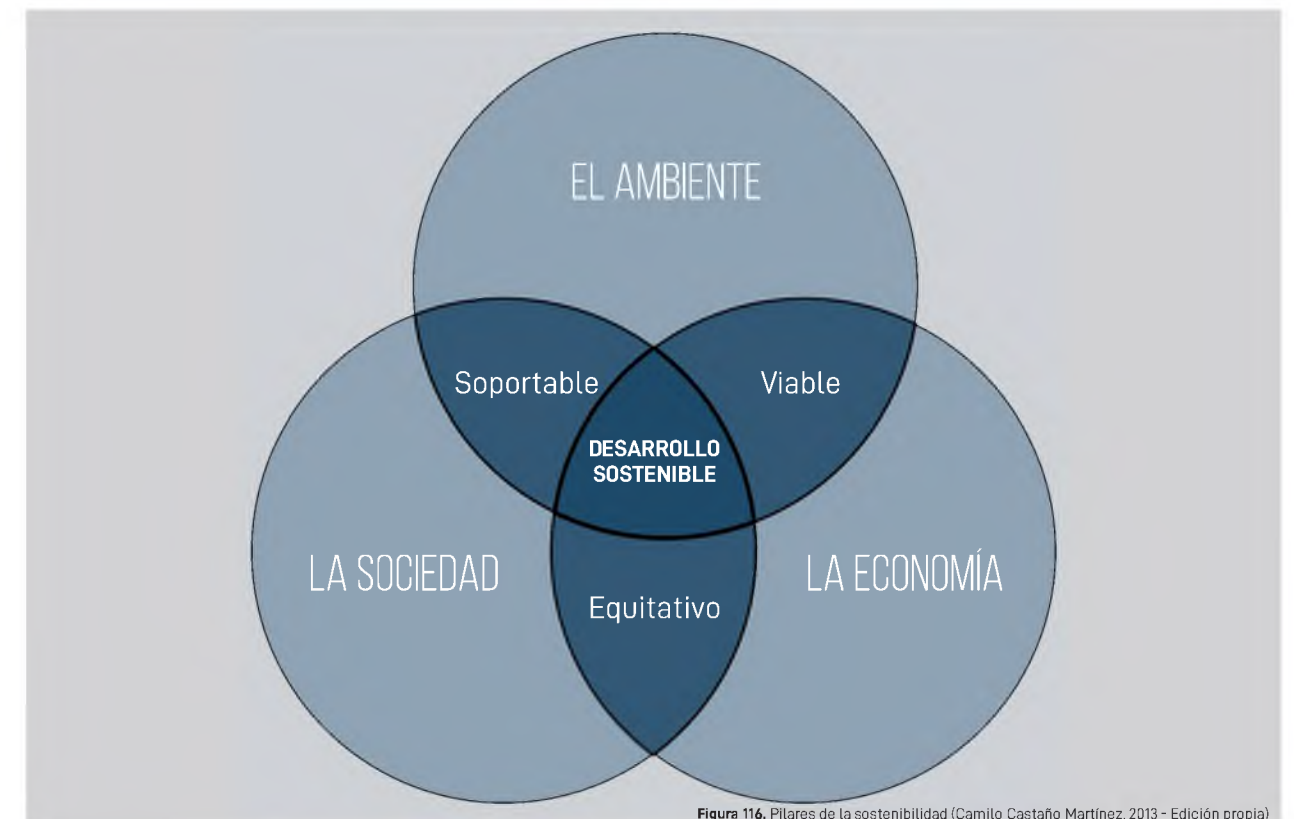 EL AMBIENTE
Soportable
Viable
DESARROLLO
SOSTENIBLE
LA SOCIEDAD
LA ECONOMÍA
Equitativo
Figura 116. Pilares de la sostenibilidad (Camilo Castaño Martínez, 2013 - Edición propia)